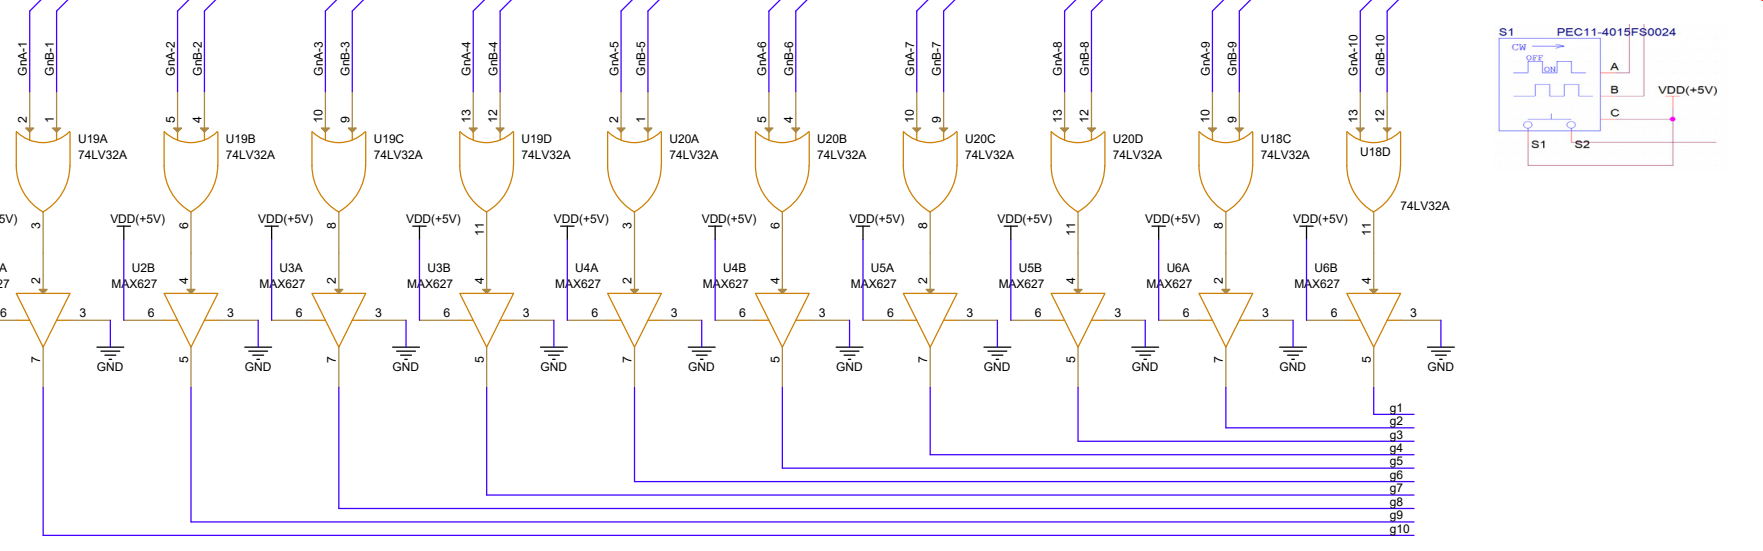 GnA-1 GnB-1 GnA-2 GnB-2 GnA-3 GnB-3 GnA-4 GnB-4 GnA-5 GnB-5 GnA-6 GnB-6 GnA-7 GnB-7 GnA-8 GnB-8 GnA-9 GnB-9 GnA-10 GnB-10
2 1 5 4 10 9 13 12 2 1 5 4 10 9 13 12 10 9 13 12
U19A U19B U19C U19D U20A U20B U20C U20D U18C U18D
74LV32A 74LV32A 74LV32A 74LV32A 74LV32A 74LV32A 74LV32A 74LV32A 74LV32A
74LV32A
5V) VDD(+5V) VDD(+5V) VDD(+5V) VDD(+5V) VDD(+5V) VDD(+5V) VDD(+5V) VDD(+5V) VDD(+5V)
3 6 8 11 3 6 8 11 8 11
A U2B U3A U3B U4A U4B U5A U5B U6A U6B
27 MAX627 MAX627 MAX627 MAX627 MAX627 MAX627 MAX627 MAX627 MAX627
2 4 2 4 2 4 2 4 2 4
6 3 6 3 6 3 6 3 6 3 6 3 6 3 6 3 6 3 6 3
7 5 7 5 7 5 7 5 7 5
GND GND GND GND GND GND GND GND GND GND
g1
g2
g3
g4
g5
g6
g7
g8
g9
g10
S1 PEC11-4015FS0024
CW
OFF
ON
A
B
VDD(+5V)
C
S1 S2